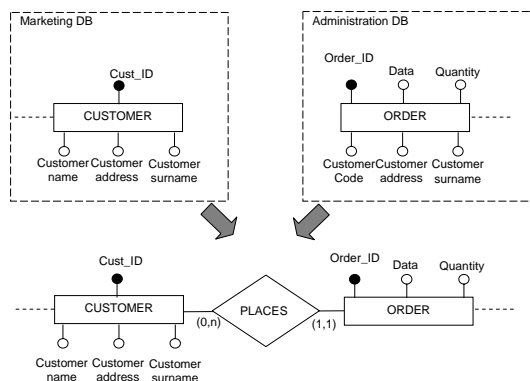 Marketing DB
Cust_ID
CUSTOMER
Customer name
Customer address
Customer surname
Administration DB
Order_ID
Data
Quantity
ORDER
Customer Code
Customer address
Customer surname
Cust_ID
Order_ID
Data
Quantity
CUSTOMER
(0,n)
PLACES
(1,1)
ORDER
Customer name
Customer address
Customer surname